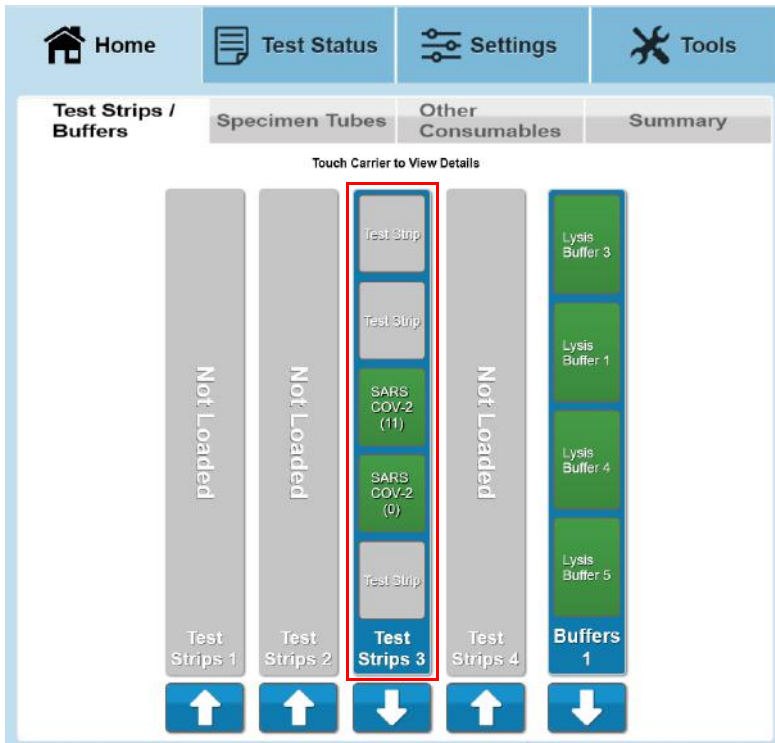 Home
Test Status
Settings
Tools
Test Strips /
Buffers
Specimen Tubes
Other
Consumables
Summary
Touch Carrier to View Details
Not Loaded
Test
Strips 1
Not Loaded
Test
Strips 2
Test Strip
Test Strip
SARS
COV-2
(11)
SARS
COV-2
(0)
Test Strip
Test
Strips 3
Not Loaded
Test
Strips 4
Lysis
Buffer 3
Lysis
Buffer 1
Lysis
Buffer 4
Lysis
Buffer 5
Buffers
1